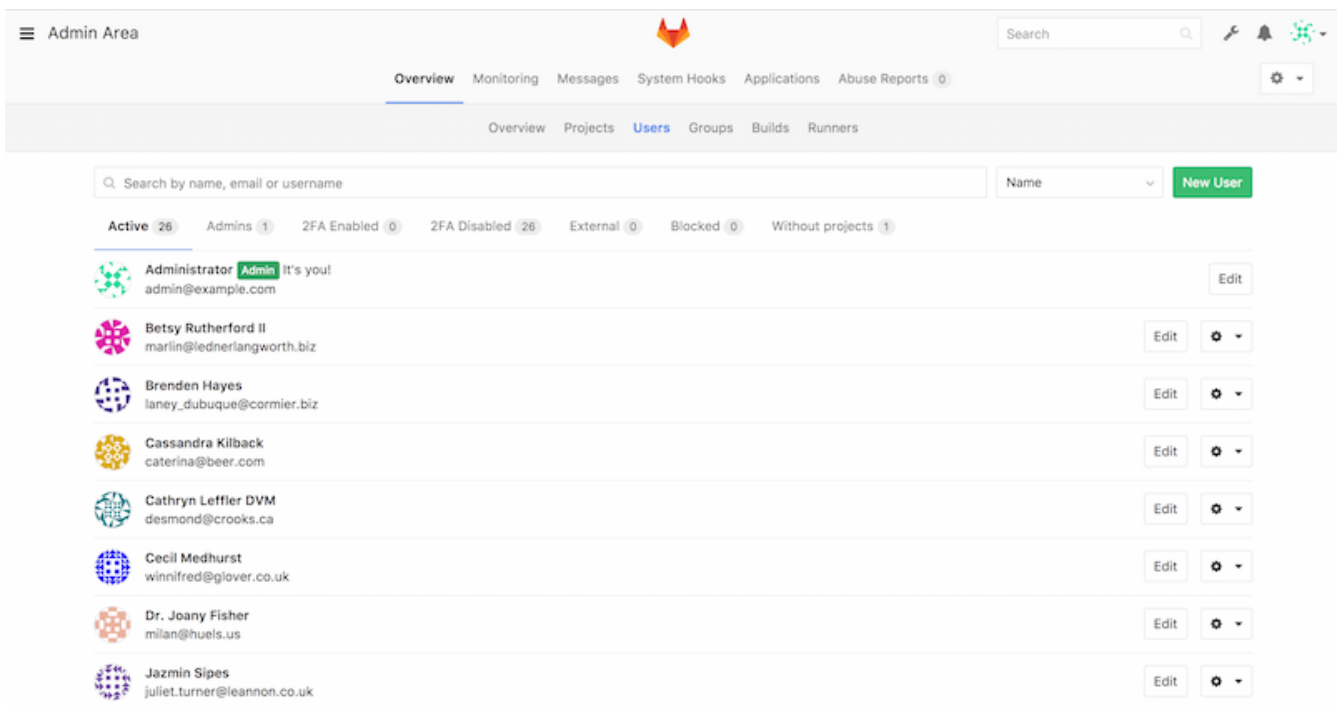 Admin Area
Search
Overview Monitoring Messages System Hooks Applications Abuse Reports 0
Overview Projects Users Groups Builds Runners
Search by name, email or username
Name
New User
Active 26 Admins 1 2FA Enabled 0 2FA Disabled 26 External 0 Blocked 0 Without projects 1
Administrator Admin It's you!
admin@example.com
Edit
Betsy Rutherford II
marlin@lednerlangworth.biz
Edit
Brenden Hayes
laney_dubuque@cormier.biz
Edit
Cassandra Kilback
caterina@beer.com
Edit
Cathryn Leffler DVM
desmond@crooks.ca
Edit
Cecil Medhurst
winnifred@glover.co.uk
Edit
Dr. Joany Fisher
milan@huels.us
Edit
Jazmin Sipes
juliet.turner@leannon.co.uk
Edit